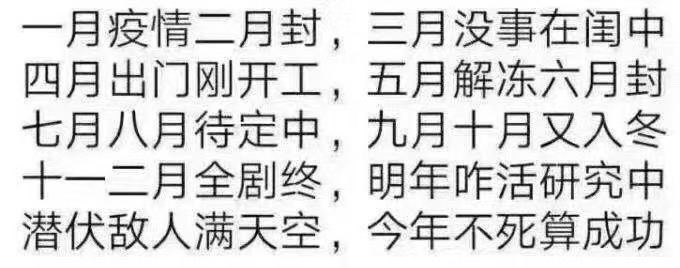 一月疫情二月封，三月没事在闺中
四月出门刚开工，五月解冻六月封
七月八月待定中，九月十月又入冬
十一二月全剧终，明年咋活研究中
潜伏敌人满天空，今年不死算成功